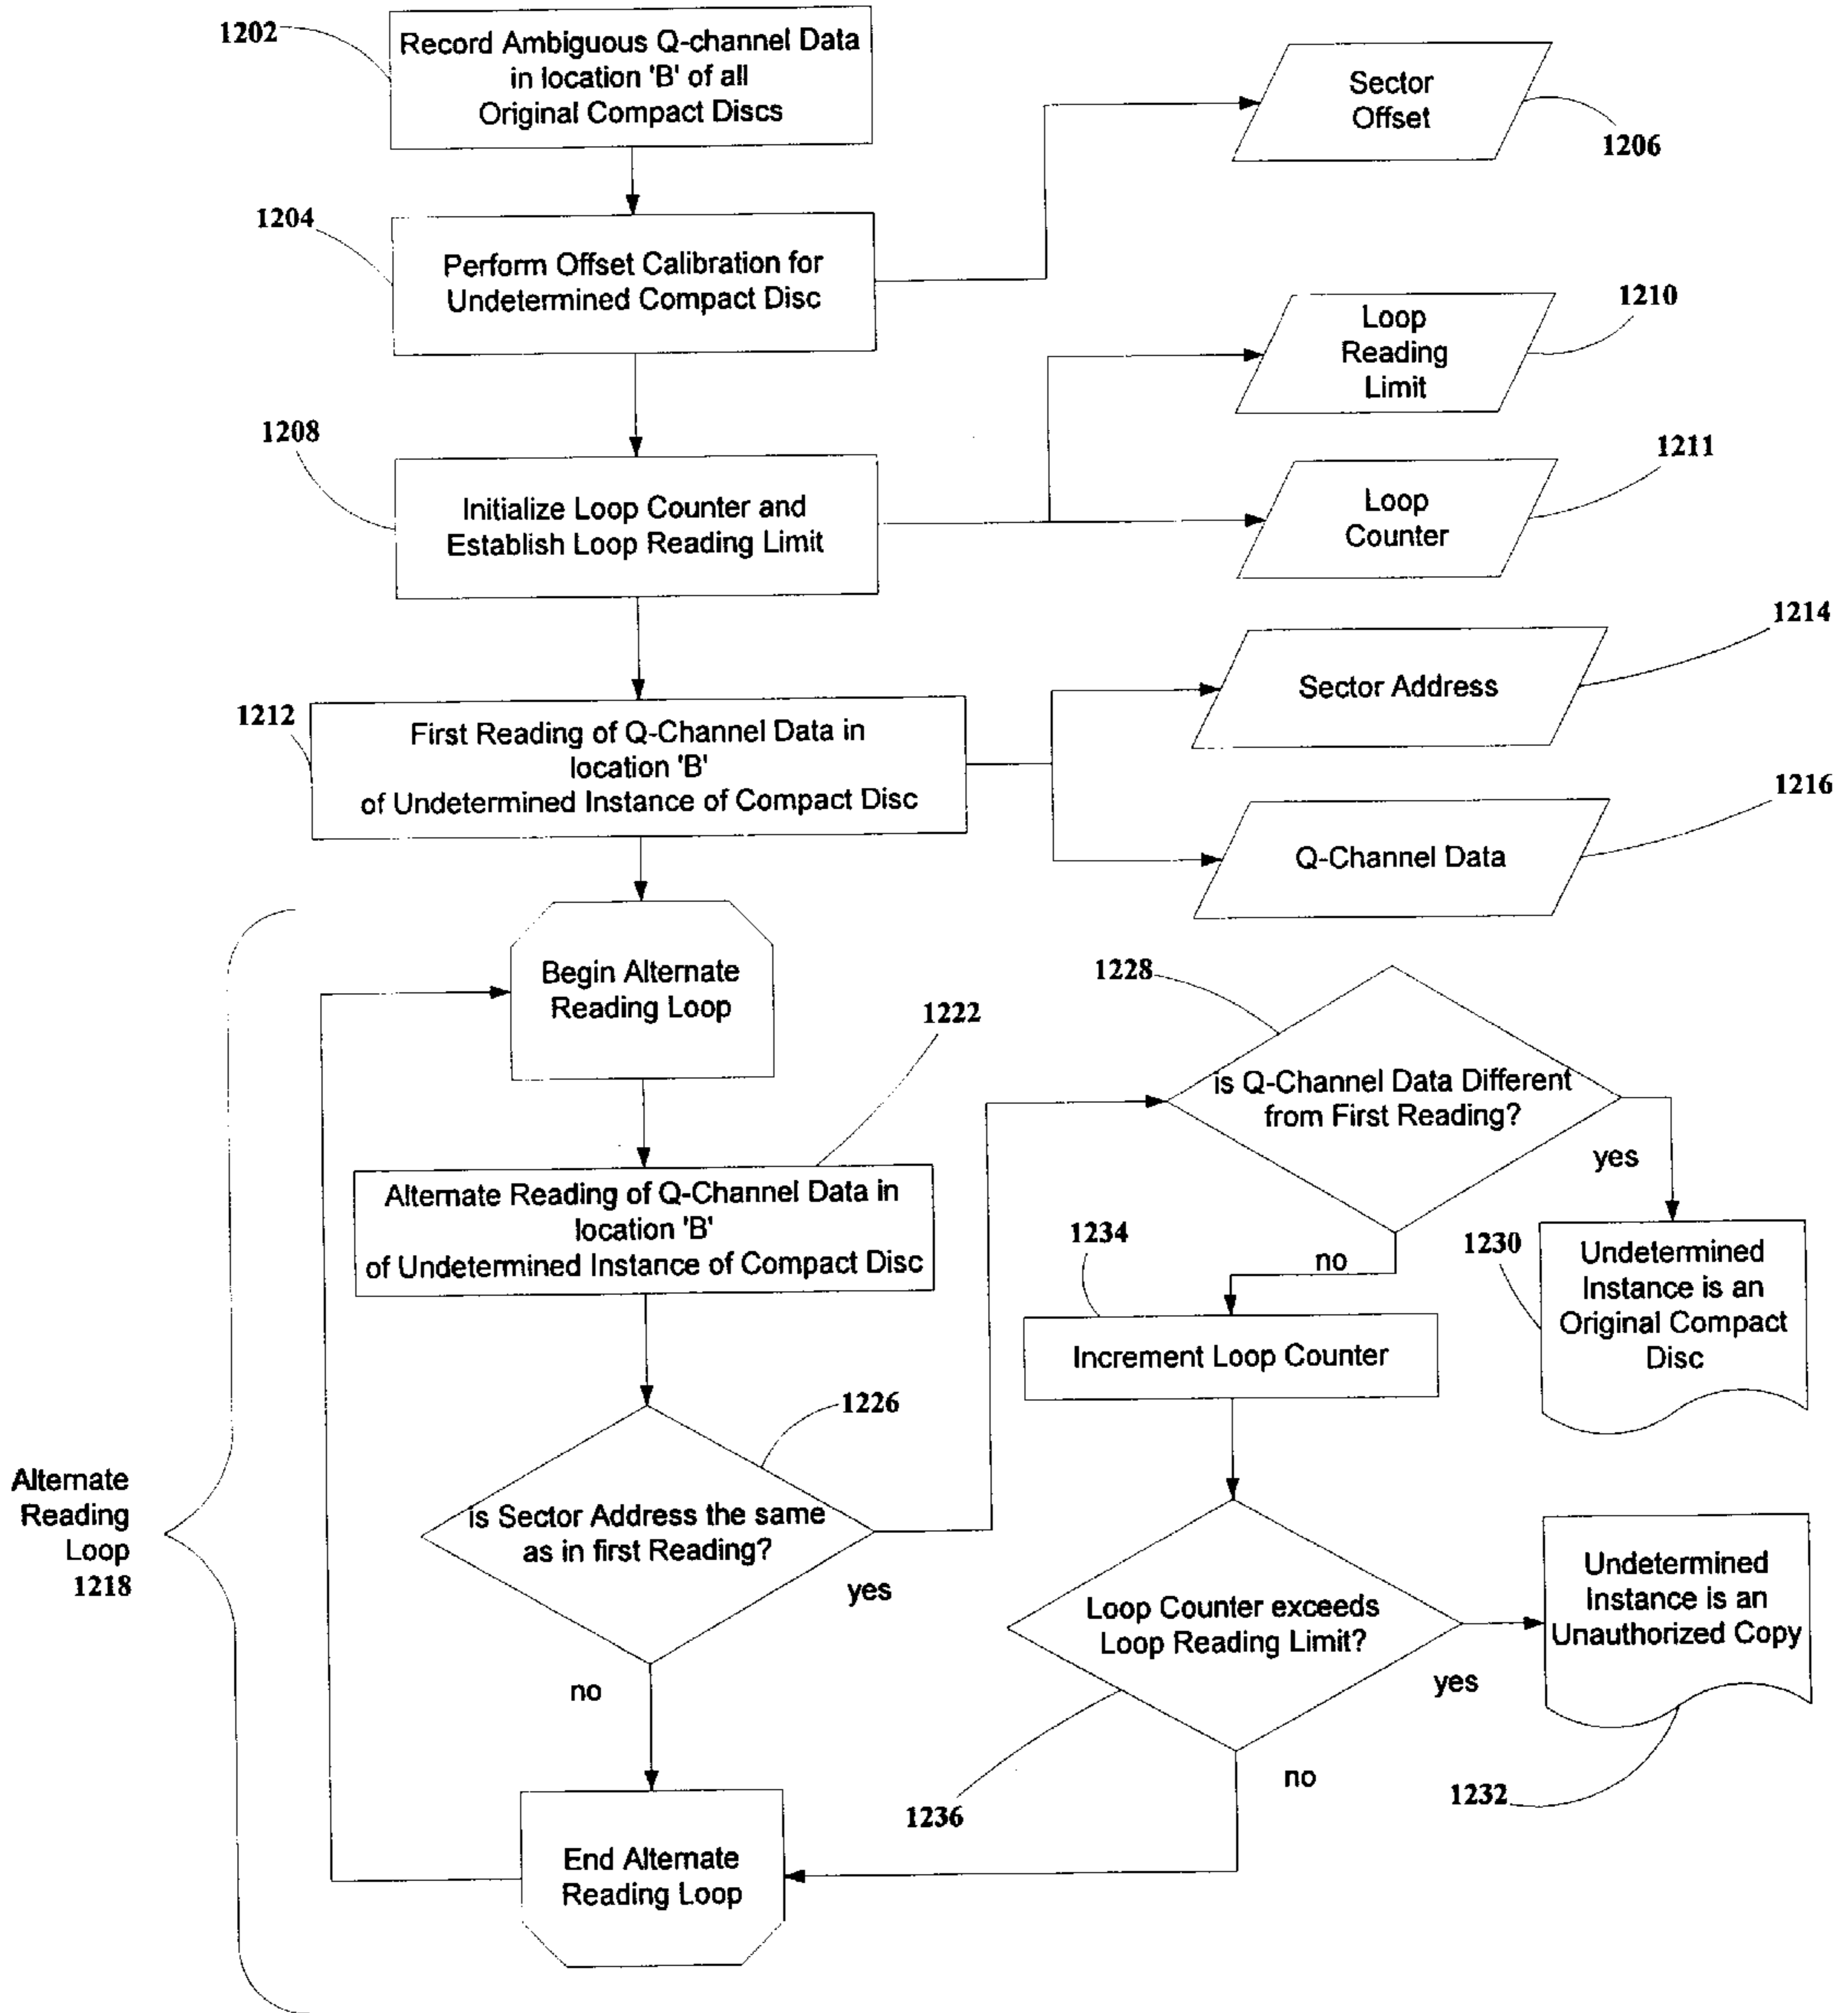 1202
Record Ambiguous Q-channel Data
in location 'B' of all
Original Compact Discs
Sector
Offset
1206
1204
Perform Offset Calibration for
Undetermined Compact Disc
1210
Loop
Reading
Limit
1208
Initialize Loop Counter and
Establish Loop Reading Limit
1211
Loop
Counter
1214
Sector Address
1212
First Reading of Q-Channel Data in
location 'B'
of Undetermined Instance of Compact Disc
1216
Q-Channel Data
Begin Alternate
Reading Loop
1222
1228
is Q-Channel Data Different
from First Reading?
yes
no
Alternate Reading of Q-Channel Data in
location 'B'
of Undetermined Instance of Compact Disc
1234
Increment Loop Counter
1230
Undetermined
Instance is an
Original Compact
Disc
1226
is Sector Address the same
as in first Reading?
yes
no
Alternate
Reading
Loop
1218
Loop Counter exceeds
Loop Reading Limit?
yes
no
1236
Undetermined
Instance is an
Unauthorized Copy
1232
End Alternate
Reading Loop